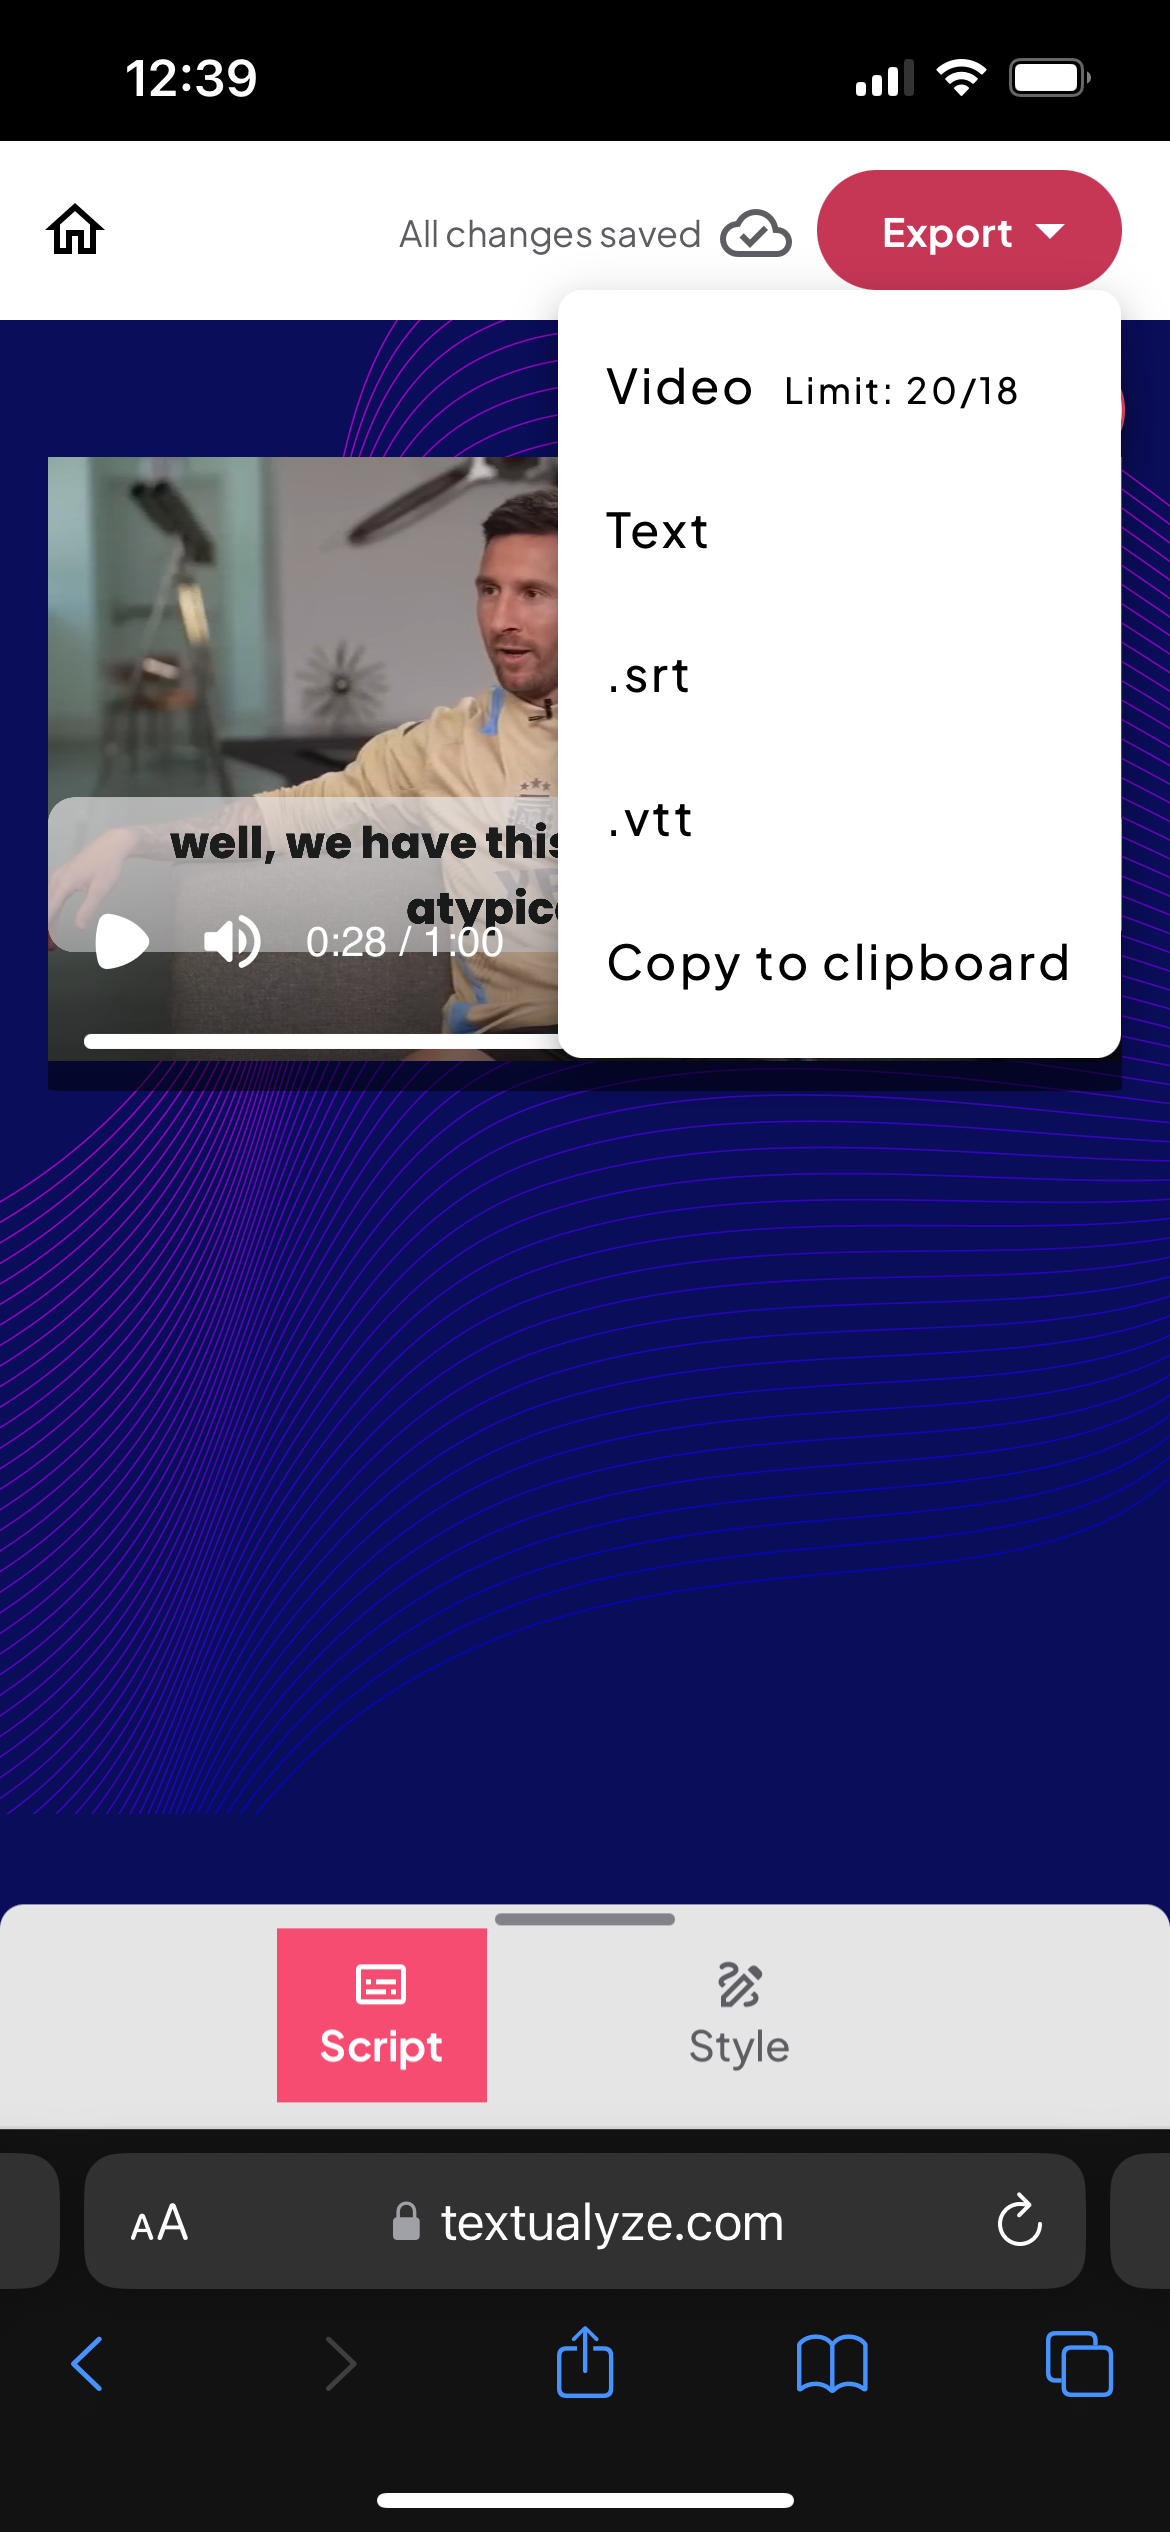 12:39
All changes saved
Export
Video Limit: 20/18
Text
.srt
.vtt
Copy to clipboard
well, we have this
atypic
0:28 / 1:00
Script
Style
AA
textualyze.com